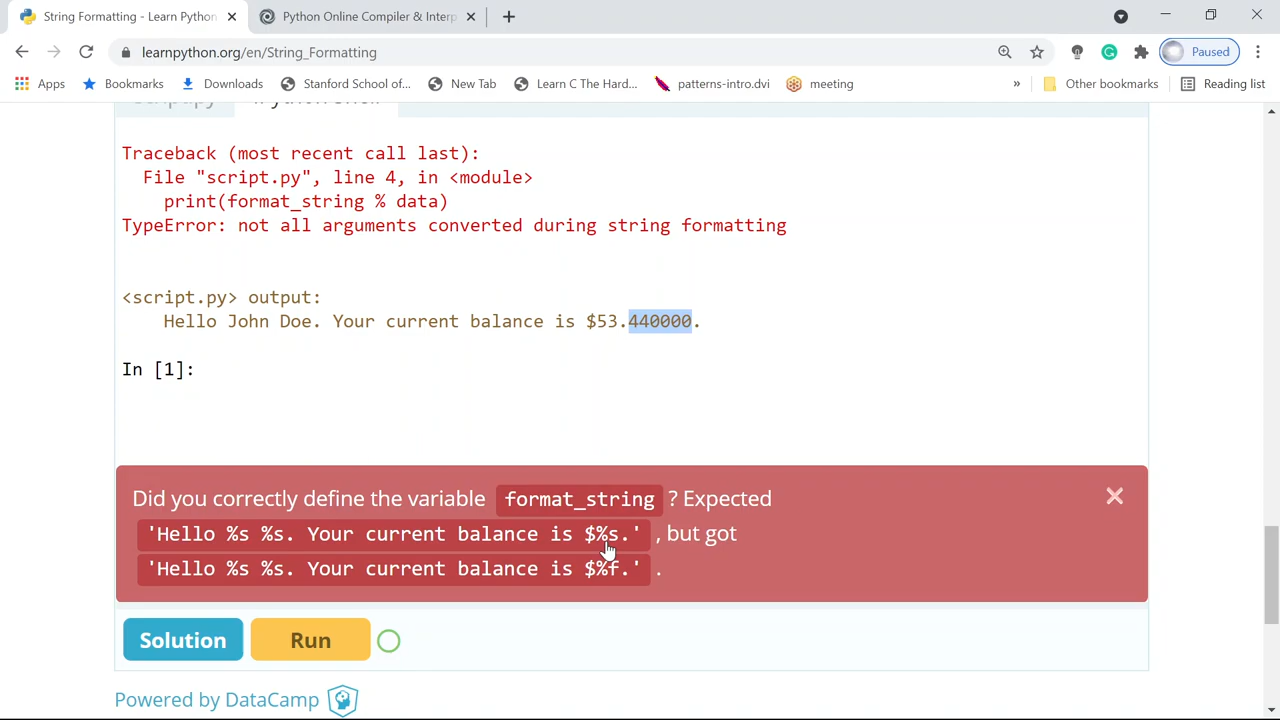 String Formatting - Learn Python
Python Online Compiler & Interp
learnpython.org/en/String_Formatting
Paused
Apps
Bookmarks
Downloads
Stanford School of...
New Tab
Learn C The Hard...
patterns-intro.dvi
meeting
»
Other bookmarks
Reading list
Traceback (most recent call last):
File "script.py", line 4, in <module>
print(format_string % data)
TypeError: not all arguments converted during string formatting
<script.py> output:
Hello John Doe. Your current balance is $53.440000.
In [1]:
Did you correctly define the variable format_string ? Expected
'Hello %s %s. Your current balance is $%s.' , but got
'Hello %s %s. Your current balance is $%f.' .
Solution
Run
Powered by DataCamp